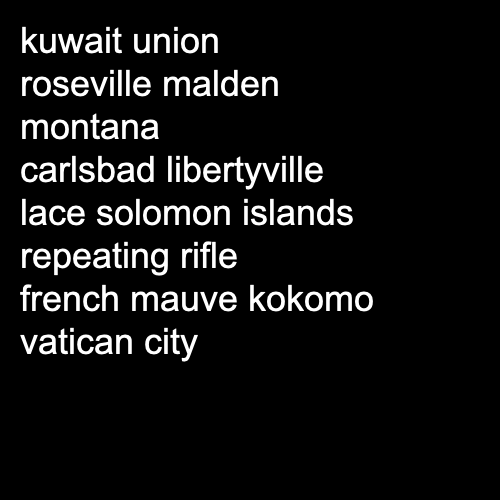 kuwait union
roseville malden
montana
carlsbad libertyville
lace solomon islands
repeating rifle
french mauve kokomo
vatican city